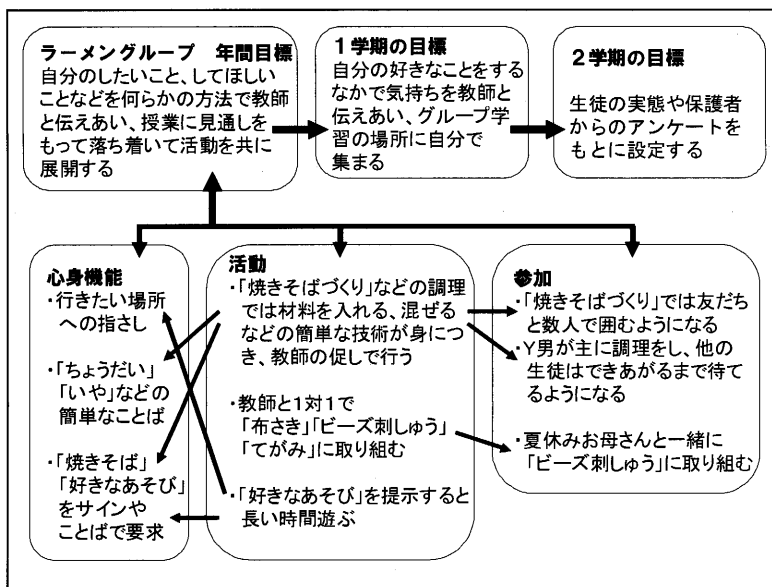 ラーメングループ　年間目標
自分のしたいこと、してほしい
ことなどを何らかの方法で教師
と伝えあい、授業に見通しを
もって落ち着いて活動を共に
展開する
１学期の目標
自分の好きなことをする
なかで気持ちを教師と
伝えあい、グループ学
習の場所に自分で
集まる
２学期の目標
生徒の実態や保護者
からのアンケートを
もとに設定する
心身機能
・行きたい場所
への指さし
・「ちょうだい」
「いや」などの
簡単なことば
・「焼きそば」
「好きなあそび」
をサインや
ことばで要求
活動
・「焼きそばづくり」などの調理
では材料を入れる、混ぜる
などの簡単な技術が身につ
き、教師の促しで行う
・教師と1対1で
「布さき」「ビーズ刺しゅう」
「てがみ」に取り組む
・「好きなあそび」を提示すると
長い時間遊ぶ
参加
・「焼きそばづくり」では友だち
と数人で囲むようになる
・Ｙ男が主に調理をし、他の
生徒はできあがるまで待て
るようになる
・夏休みお母さんと一緒に
「ビーズ刺しゅう」に取り組む